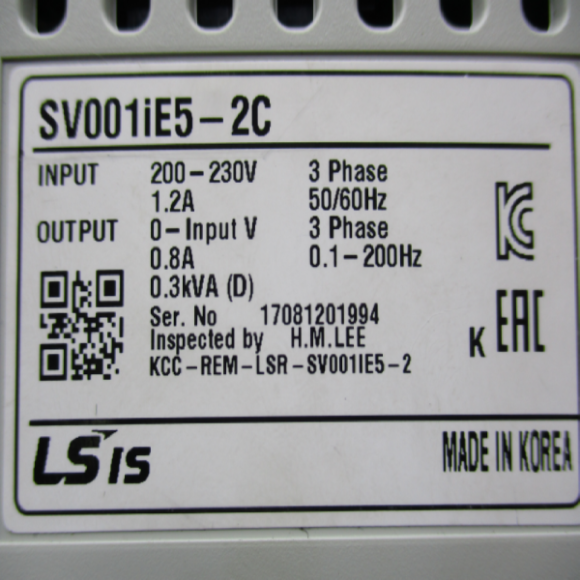 SV001iE5-2C
INPUT 200-230V 3 Phase
1.2A 50/60Hz
OUTPUT 0-Input V 3 Phase
0.8A 0.1-200Hz
0.3kVA (D)
Ser. No 17081201994
Inspected by H.M.LEE
KCC-REM-LSR-SV001IE5-2
KC
K EAC
LSis MADE IN KOREA